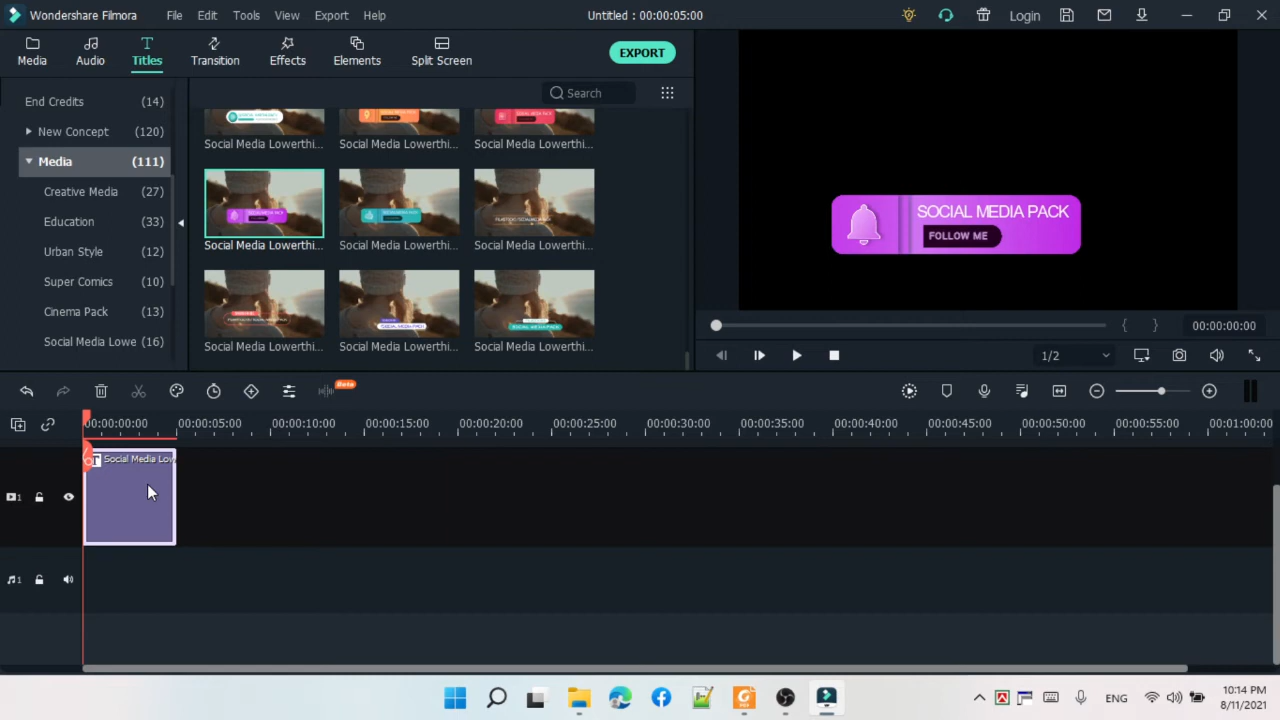 Wondershare Filmora File Edit Tools View Export Help Untitled : 00:00:05:00 Login
Media Audio Titles Transition Effects Elements Split Screen EXPORT
Search
End Credits (14)
New Concept (120)
Media (111)
Creative Media (27)
Education (33)
Urban Style (12)
Super Comics (10)
Cinema Pack (13)
Social Media Lowe (16)
Social Media Lowerthi... Social Media Lowerthi... Social Media Lowerthi...
Social Media Lowerthi... Social Media Lowerthi... Social Media Lowerthi...
Social Media Lowerthi... Social Media Lowerthi... Social Media Lowerthi...
SOCIAL MEDIA PACK
FOLLOW ME
00:00:00:00
1/2
Beta
00:00:00:00 00:00:05:00 00:00:10:00 00:00:15:00 00:00:20:00 00:00:25:00 00:00:30:00 00:00:35:00 00:00:40:00 00:00:45:00 00:00:50:00 00:00:55:00 00:01:00:00
Social Media Low
1
1
ENG
10:14 PM
8/11/2021